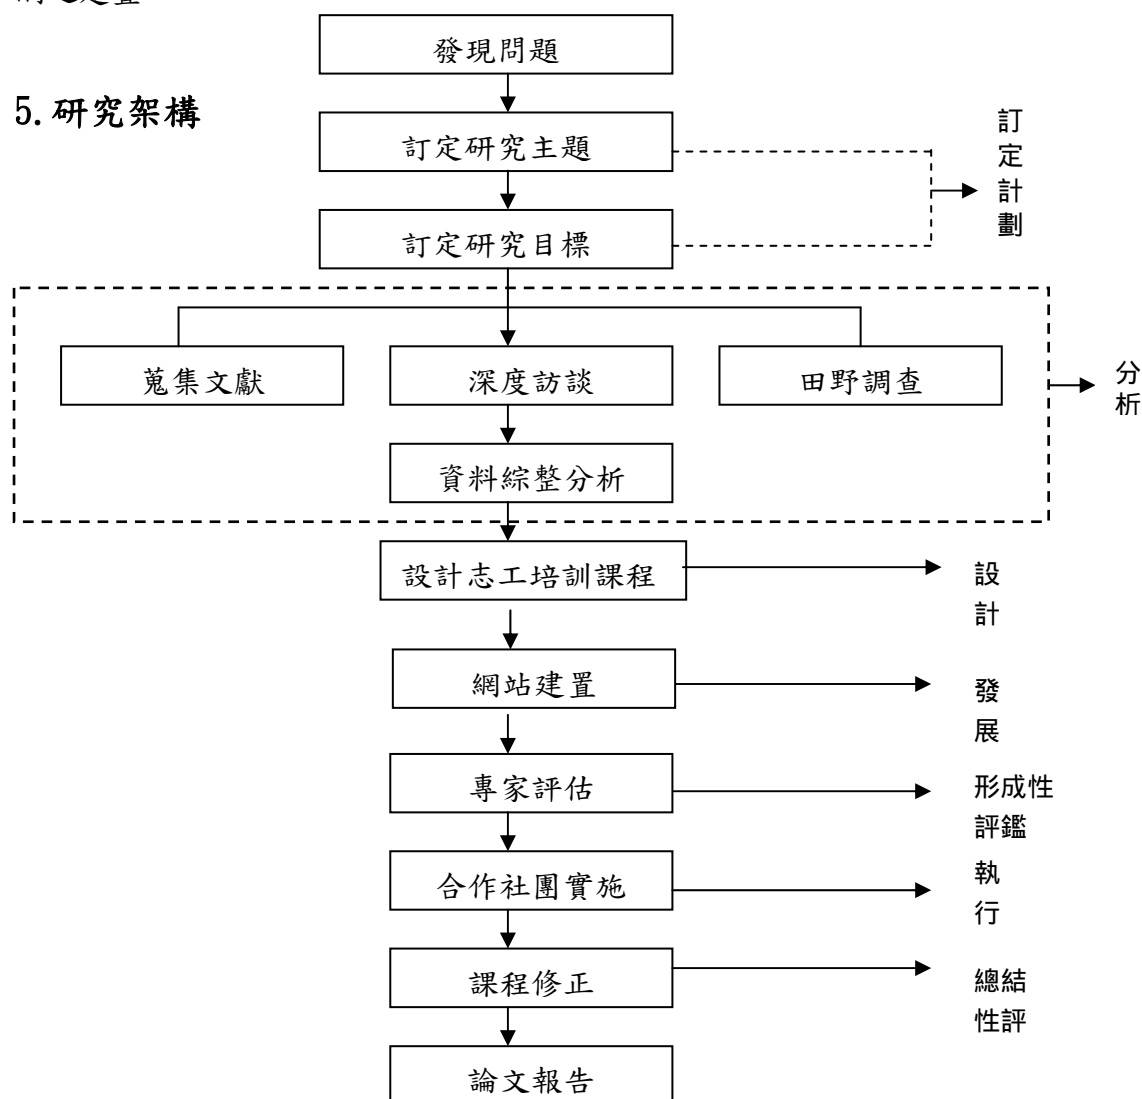 發現問題
5.研究架構
訂定研究主題
訂定計劃
訂定研究目標
蒐集文獻
深度訪談
田野調查
分析
資料綜整分析
設計志工培訓課程
設計
網站建置
發展
專家評估
形成性
評鑑
合作社團實施
執行
課程修正
總結
性評
論文報告